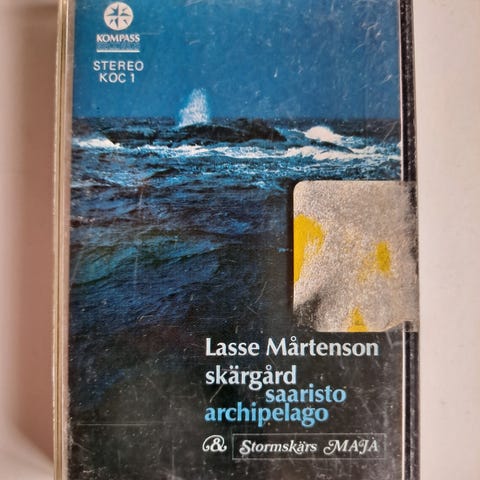 KOMPASS
STEREO
KOC 1
Lasse Mårtenson
skärgård
saaristo
archipelago
& Stormskärs MAJA